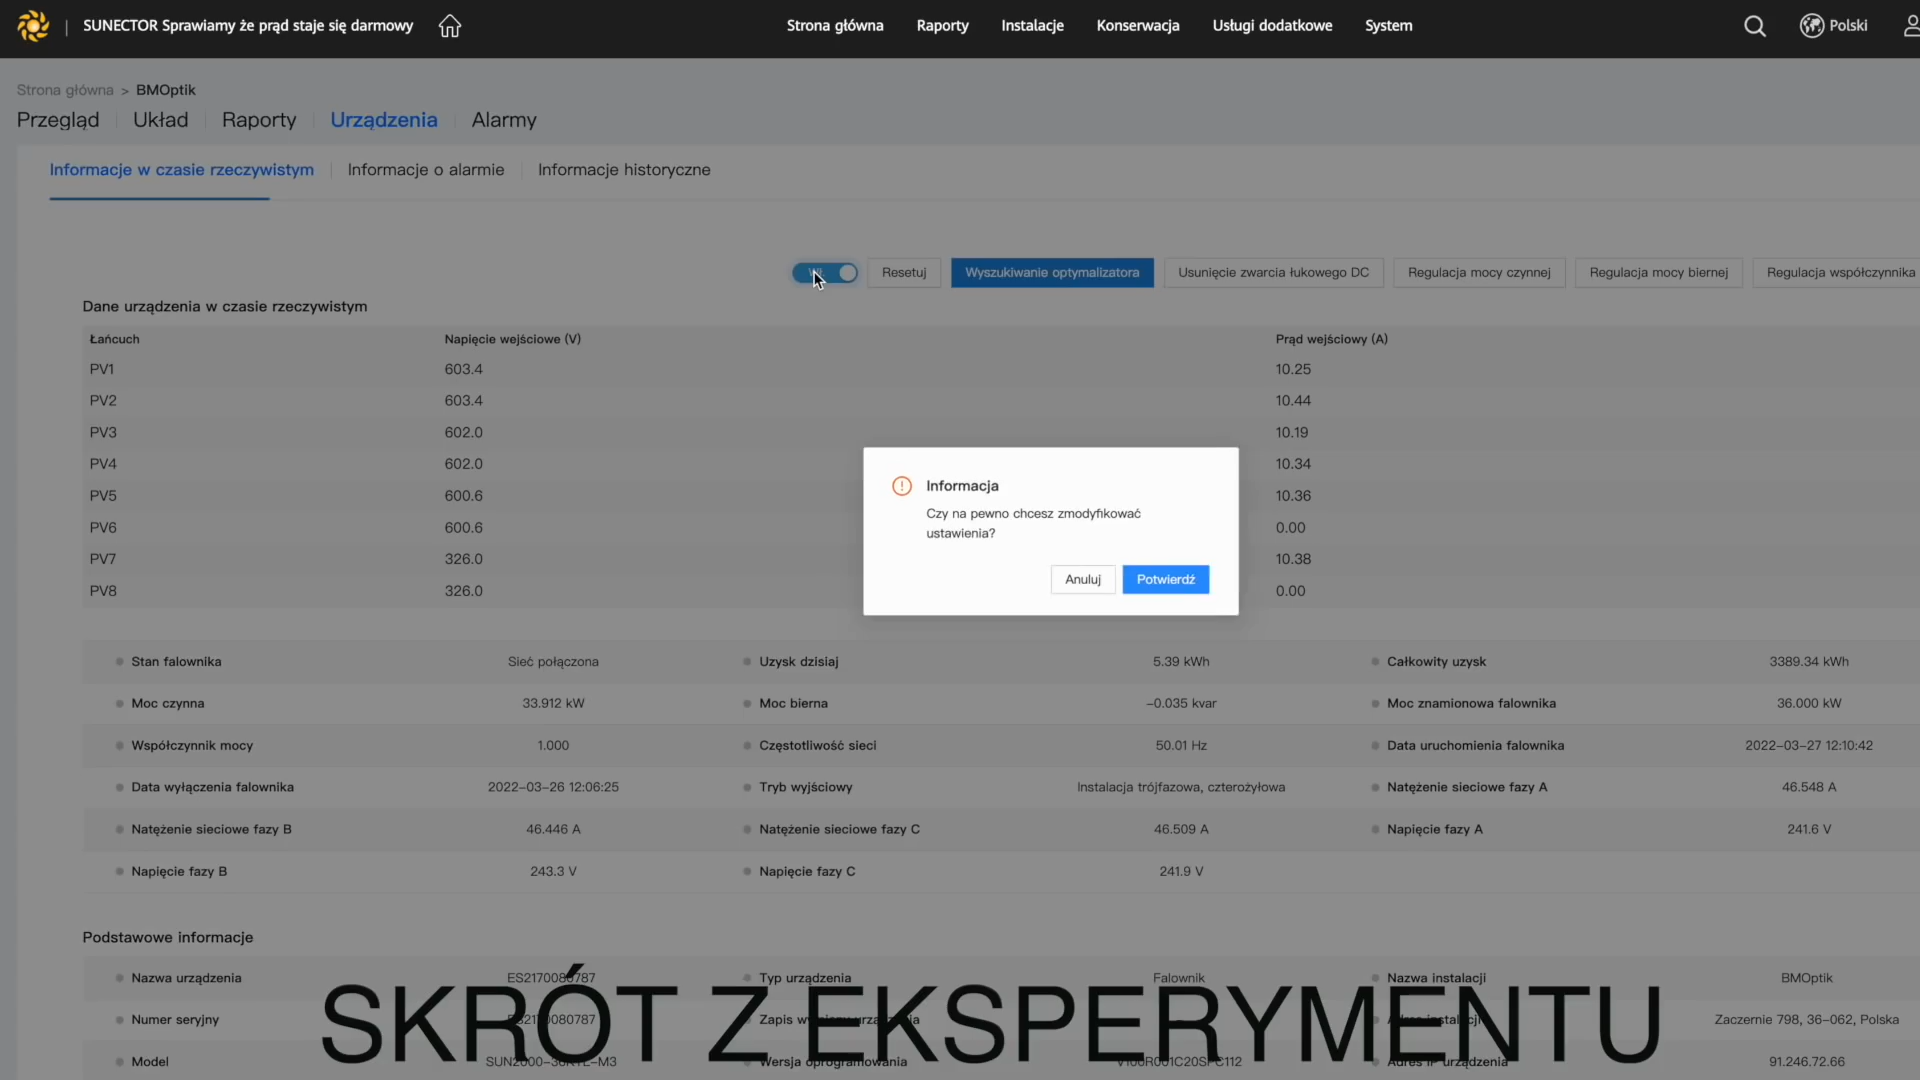 SUNECTOR Sprawiamy że prąd staje się darmowy
Strona główna Raporty Instalacje Konserwacja Usługi dodatkowe System
Polski
Strona główna > BMOptik
Przegląd Układ Raporty Urządzenia Alarmy
Informacje w czasie rzeczywistym Informacje o alarmie Informacje historyczne
Resetuj Wyszukiwanie optymalizatora Usunięcie zwarcia łukowego DC Regulacja mocy czynnej Regulacja mocy biernej Regulacja współczynnika
Dane urządzenia w czasie rzeczywistym
Łańcuch Napięcie wejściowe (V) Prąd wejściowy (A)
PV1 603.4 10.25
PV2 603.4 10.44
PV3 602.0 10.19
PV4 602.0 10.34
PV5 600.6 10.36
PV6 600.6 0.00
PV7 326.0 10.38
PV8 326.0 0.00
Informacja
Czy na pewno chcesz zmodyfikować
ustawienia?
Anuluj Potwierdź
Stan falownika Sieć połączona Uzysk dzisiaj 5.39 kWh Całkowity uzysk 3389.34 kWh
Moc czynna 33.912 kW Moc bierna -0.035 kvar Moc znamionowa falownika 36.000 kW
Współczynnik mocy 1.000 Częstotliwość sieci 50.01 Hz Data uruchomienia falownika 2022-03-27 12:10:42
Data wyłączenia falownika 2022-03-26 12:06:25 Tryb wyjściowy Instalacja trójfazowa, czterożyłowa Natężenie sieciowe fazy A 46.548 A
Natężenie sieciowe fazy B 46.446 A Natężenie sieciowe fazy C 46.509 A Napięcie fazy A 241.6 V
Napięcie fazy B 243.3 V Napięcie fazy C 241.9 V
Podstawowe informacje
Nazwa urządzenia Typ urządzenia Falownik Nazwa instalacji BMOptik
Numer seryjny Zapis Zaczernie 798, 36-062, Polska
Model Wersja oprogramowania Adres IP urządzenia 91.246.72.66
SKRÓT Z EKSPERYMENTU